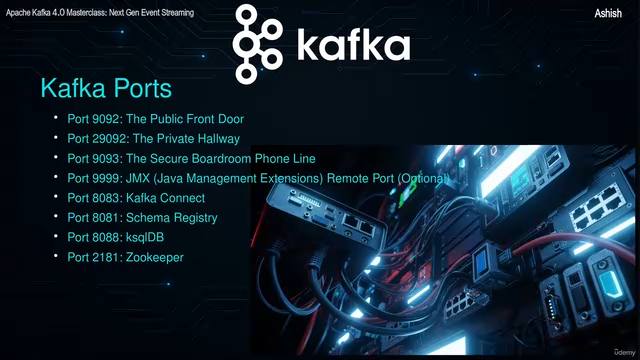 Apache Kafka 4.0 Masterclass: Next Gen Event Streaming
Ashish
kafka
Kafka Ports
• Port 9092: The Public Front Door
• Port 29092: The Private Hallway
• Port 9093: The Secure Boardroom Phone Line
• Port 9999: JMX (Java Management Extensions) Remote Port (Optional)
• Port 8083: Kafka Connect
• Port 8081: Schema Registry
• Port 8088: ksqlDB
• Port 2181: Zookeeper
udemy